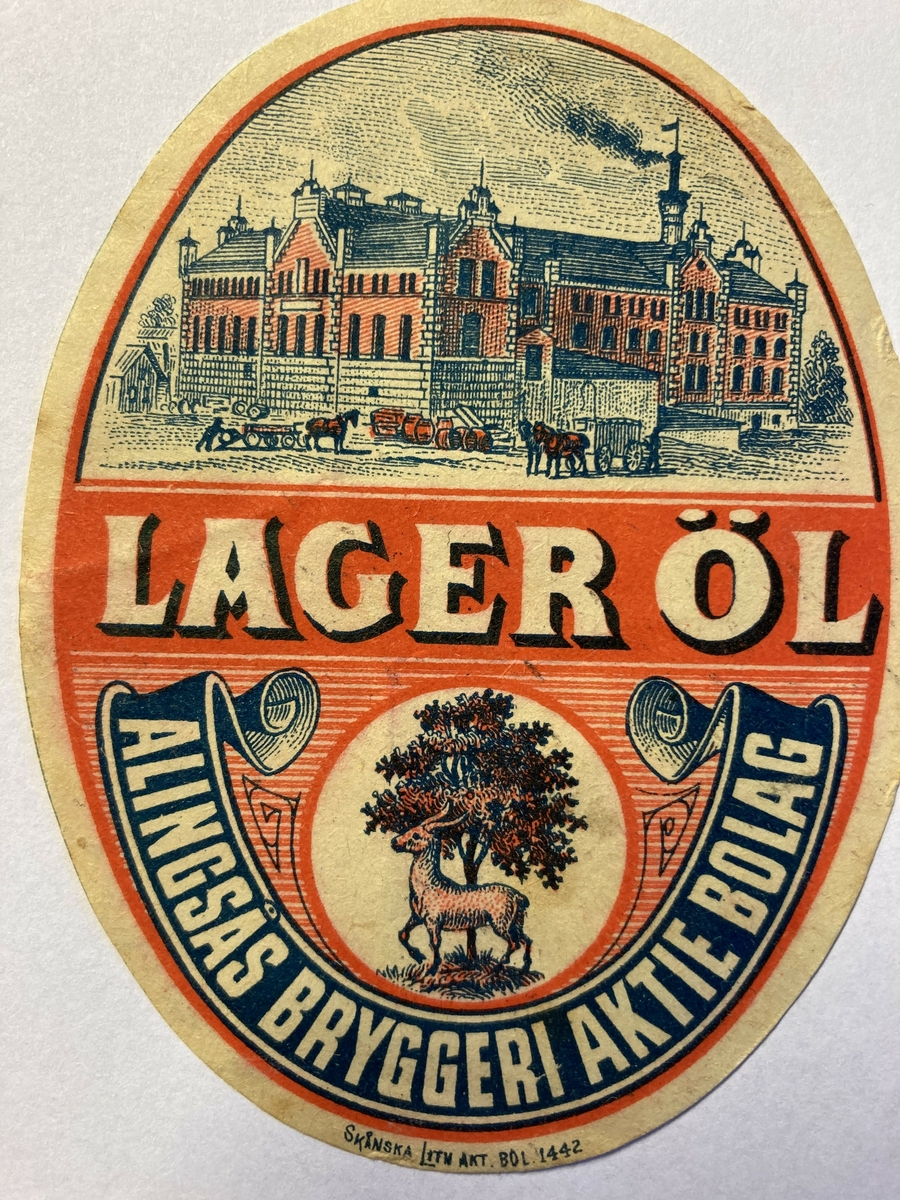 LAGER ÖL
ALINGSÅS BRYGGERI AKTIE BOLAG
SKÅNSKA LITH AKT. BOL. 1442